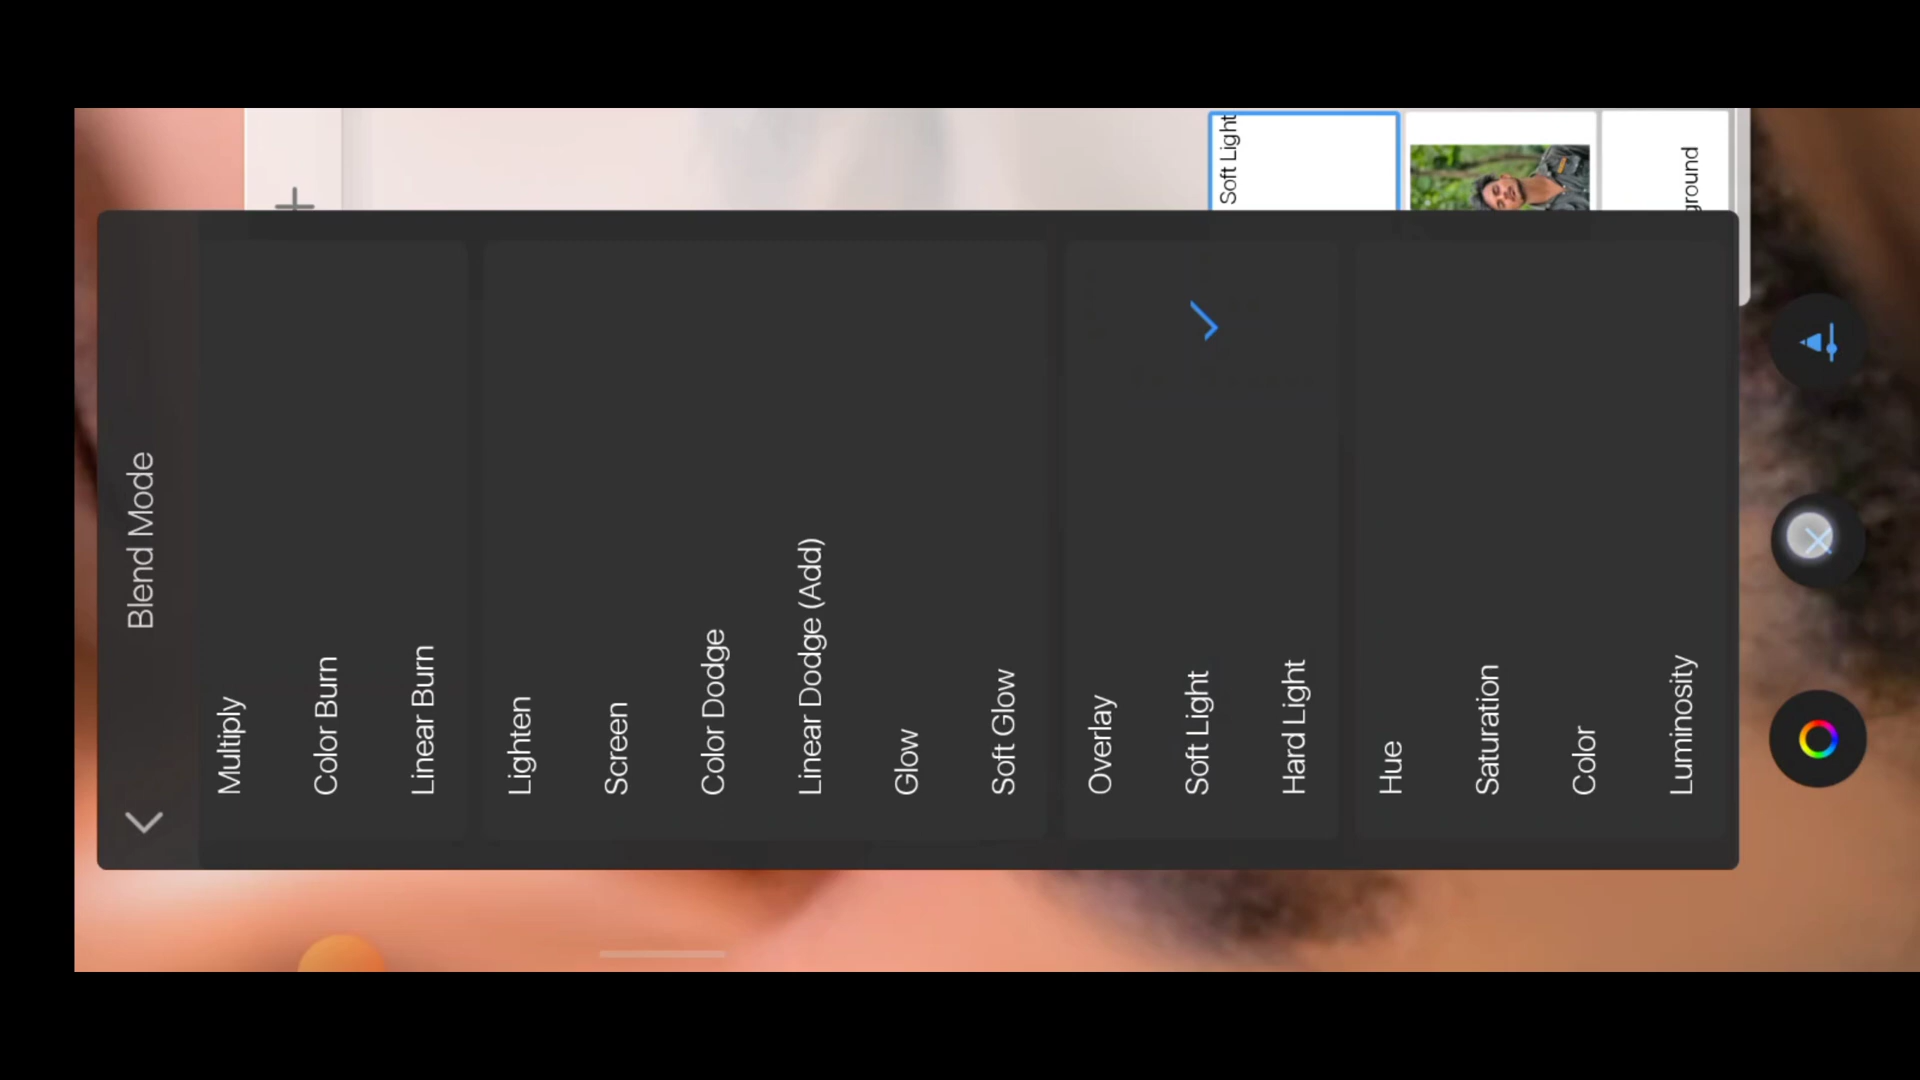 Blend Mode
Multiply
Color Burn
Linear Burn
Lighten
Screen
Color Dodge
Linear Dodge (Add)
Glow
Soft Glow
Overlay
Soft Light
Hard Light
Hue
Saturation
Color
Luminosity
Soft Light
ground